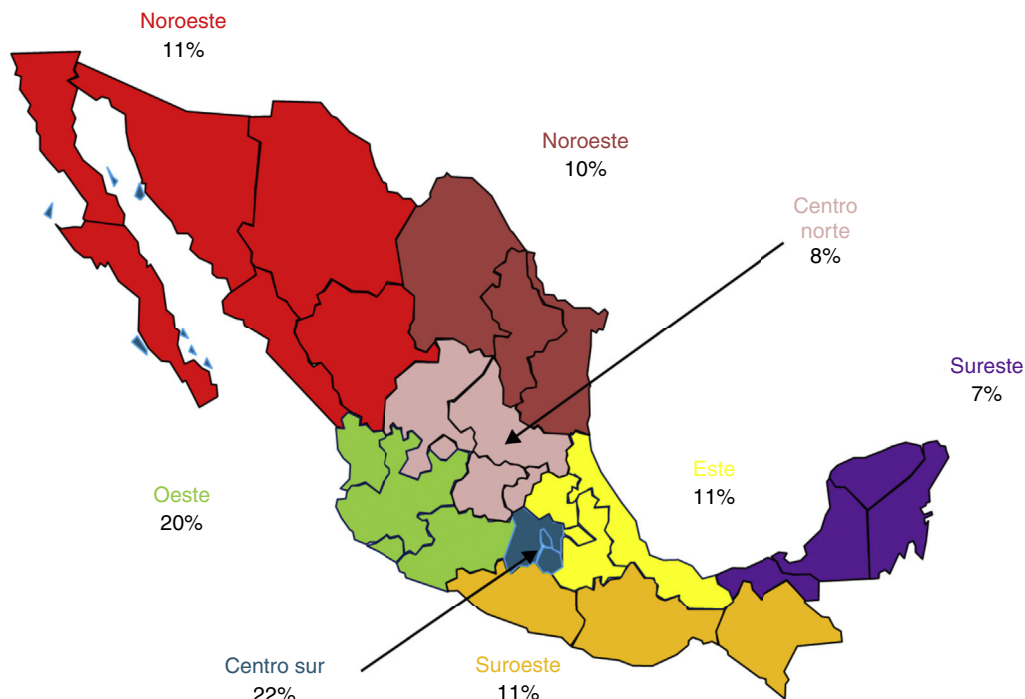 Noroeste
11%
Noroeste
10%
Centro
norte
8%
Sureste
7%
Este
11%
Oeste
20%
Centro sur
22%
Suroeste
11%